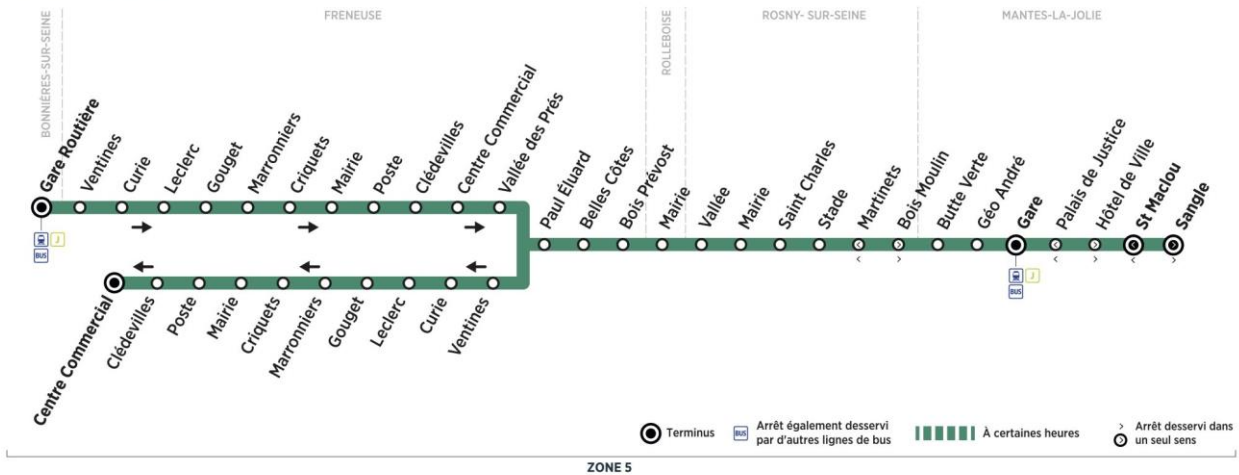 BONNIÈRES-SUR-SEINE
FRENEUSE
ROLLEBOISE
ROSNY- SUR-SEINE
MANTES-LA-JOLIE
Gare Routière
Ventines
Curie
Leclerc
Gouget
Marronniers
Criquets
Mairie
Poste
Clédevilles
Centre Commercial
Vallée des Prés
Paul Éluard
Belles Côtes
Bois Prévost
Mairie
Vallée
Mairie
Saint Charles
Stade
Martinets
Bois Moulin
Butte Verte
Géo André
Gare
Palais de Justice
Hôtel de Ville
St Maclou
Sangle
J
BUS
J
BUS
Centre Commercial
Clédevilles
Poste
Mairie
Criquets
Marronniers
Gouget
Leclerc
Curie
Ventines
Terminus
BUS
Arrêt également desservi
par d'autres lignes de bus
À certaines heures
Arrêt desservi dans
un seul sens
ZONE 5